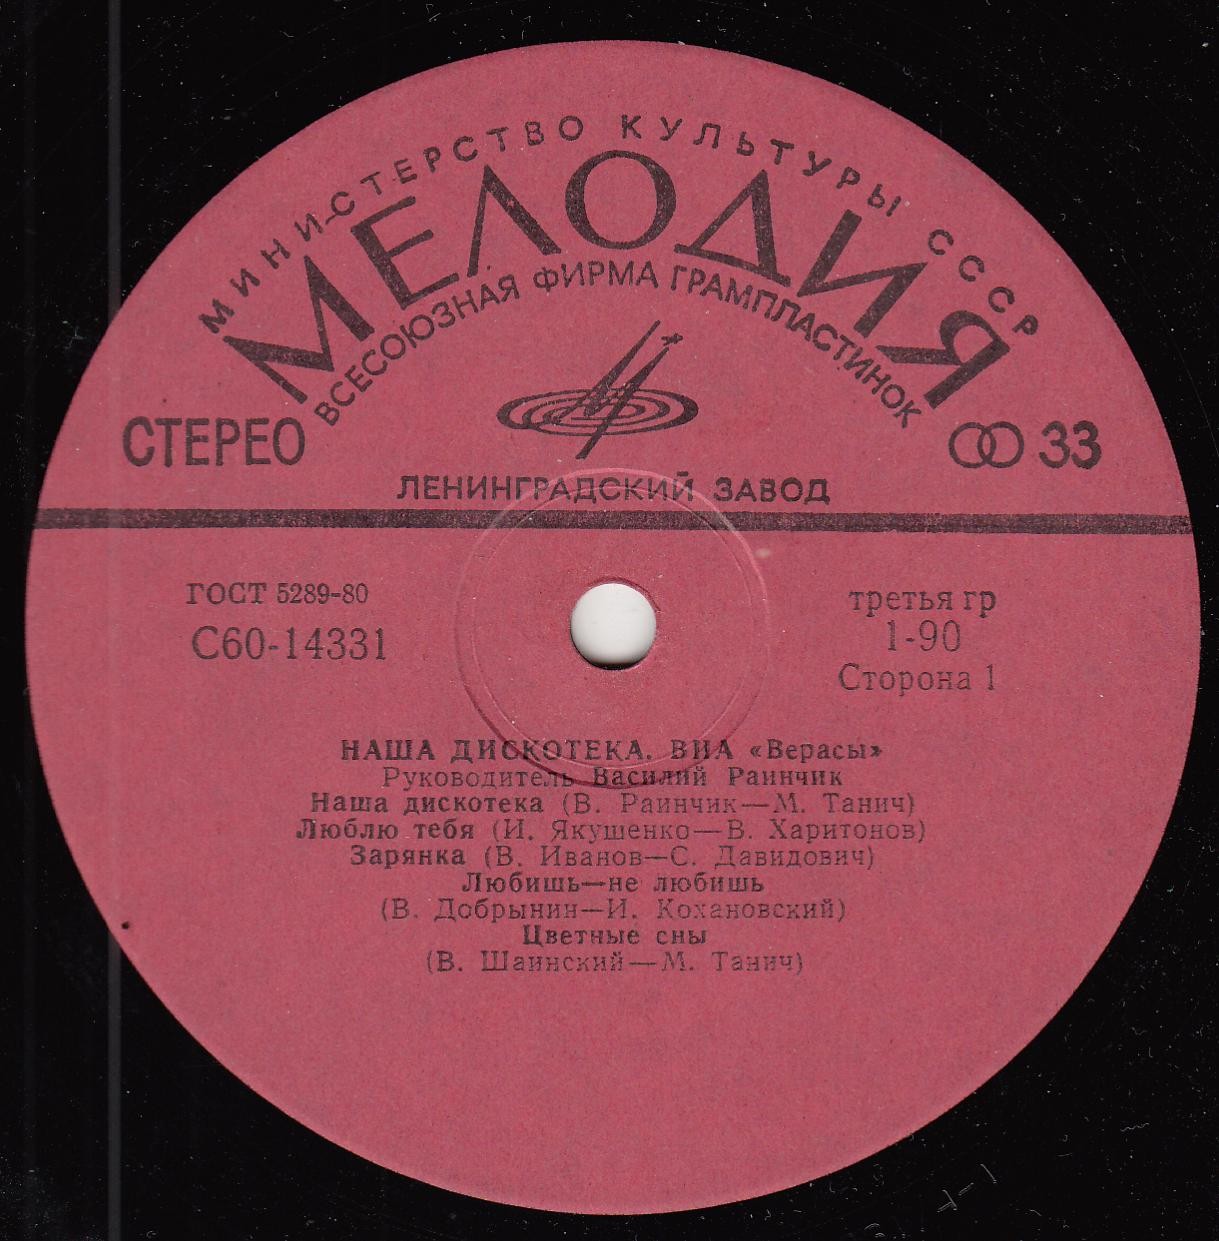 МИНИСТЕРСТВО КУЛЬТУРЫ СССР
МЕЛОДИЯ
ВСЕСОЮЗНАЯ ФИРМА ГРАМПЛАСТИНОК
СТЕРЕО
33
ЛЕНИНГРАДСКИЙ ЗАВОД
ГОСТ 5289-80
С60-14331
третья гр
1-90
Сторона 1
НАША ДИСКОТЕКА. ВИА «Верасы»
Руководитель Василий Раинчик
Наша дискотека (В. Раинчик—М. Танич)
Люблю тебя (И. Якушенко—В. Харитонов)
Зарянка (В. Иванов—С. Давидович)
Любишь—не любишь
(В. Добрынин—И. Кохановский)
Цветные сны
(В. Шаинский—М. Танич)